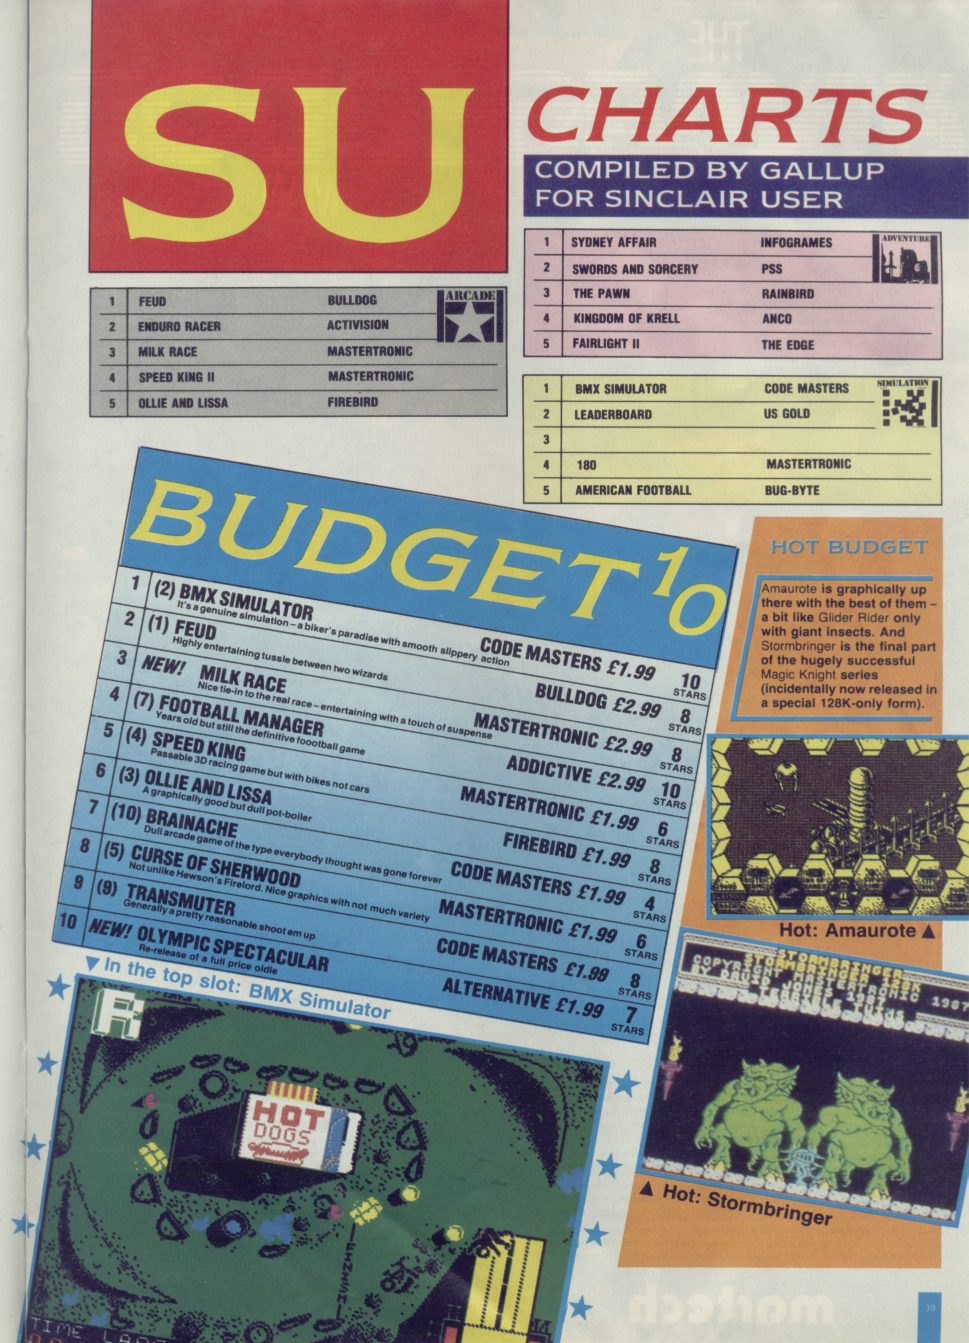 SU
CHARTS
COMPILED BY GALLUP
FOR SINCLAIR USER
ARCADE
1 FEUD BULLDOG
2 ENDURO RACER ACTIVISION
3 MILK RACE MASTERTRONIC
4 SPEED KING II MASTERTRONIC
5 OLLIE AND LISSA FIREBIRD
ADVENTURE
1 SYDNEY AFFAIR INFOGRAMES
2 SWORDS AND SORCERY PSS
3 THE PAWN RAINBIRD
4 KINGDOM OF KRELL ANCO
5 FAIRLIGHT II THE EDGE
SIMULATION
1 BMX SIMULATOR CODE MASTERS
2 LEADERBOARD US GOLD
3
4 180 MASTERTRONIC
5 AMERICAN FOOTBALL BUG-BYTE
BUDGET 10
1 (2) BMX SIMULATOR CODE MASTERS £1.99 10 STARS
It's a genuine simulation – a biker's paradise with smooth slippery action
2 (1) FEUD BULLDOG £2.99 8 STARS
Highly entertaining tussle between two wizards
3 NEW! MILK RACE MASTERTRONIC £2.99 8 STARS
Nice tie-in to the real race – entertaining with a touch of suspense
4 (7) FOOTBALL MANAGER ADDICTIVE £2.99 10 STARS
Years old but still the definitive foootball game
5 (4) SPEED KING MASTERTRONIC £1.99 6 STARS
Passable 3D racing game but with bikes not cars
6 (3) OLLIE AND LISSA FIREBIRD £1.99 8 STARS
A graphically good but dull pot-boiler
7 (10) BRAINACHE CODE MASTERS £1.99 4 STARS
Dull arcade game of the type everybody thought was gone forever
8 (5) CURSE OF SHERWOOD MASTERTRONIC £1.99 6 STARS
Not unlike Hewson's Firelord. Nice graphics with not much variety
9 (9) TRANSMUTER CODE MASTERS £1.99 8 STARS
Generally a pretty reasonable shoot em up
10 NEW! OLYMPIC SPECTACULAR ALTERNATIVE £1.99 7 STARS
Re-release of a full price oldie
▼ In the top slot: BMX Simulator
HOT
DOGS
HOT BUDGET
Amaurote is graphically up
there with the best of them –
a bit like Glider Rider only
with giant insects. And
Stormbringer is the final part
of the hugely successful
Magic Knight series
(incidentally now released in
a special 128K-only form).
Hot: Amaurote ▲
STORMBRINGER
COPYRIGHT MASTERTRONIC 1987
BY DAVID JONES
▲ Hot: Stormbringer
39